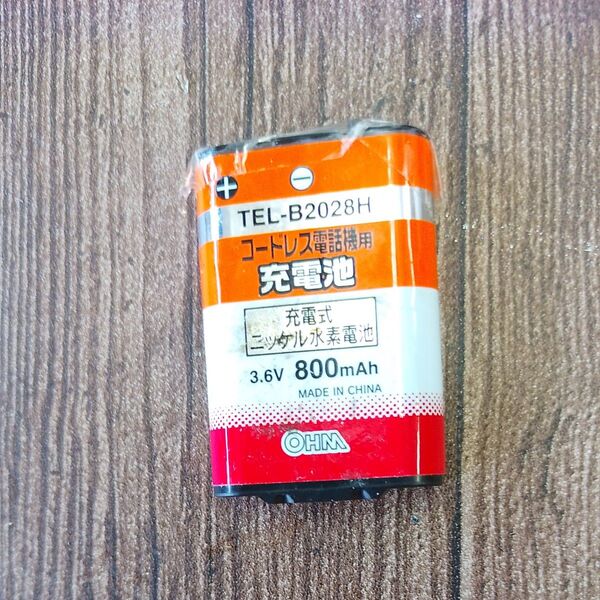 + −
TEL-B2028H
コードレス電話機用
充電池
充電式
ニッケル水素電池
3.6V 800mAh
MADE IN CHINA
OHM